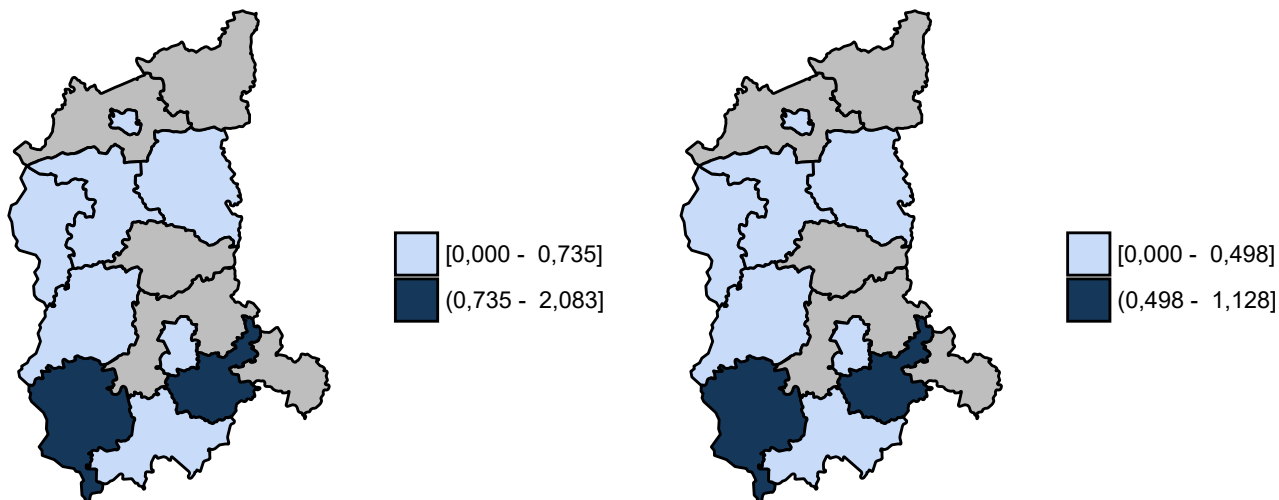 [0,000 - 0,735]
(0,735 - 2,083]
[0,000 - 0,498]
(0,498 - 1,128]